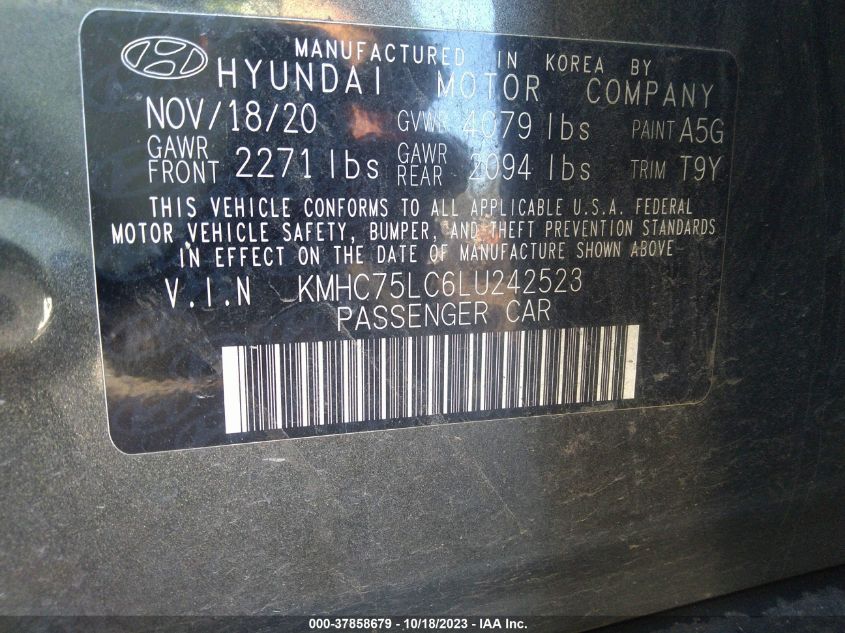 MANUFACTURED IN KOREA BY
HYUNDAI MOTOR COMPANY
NOV/18/20 GVWR 4079 lbs PAINT A5G
GAWR FRONT 2271 lbs GAWR REAR 2094 lbs TRIM T9Y
THIS VEHICLE CONFORMS TO ALL APPLICABLE U.S.A. FEDERAL
MOTOR VEHICLE SAFETY, BUMPER, AND THEFT PREVENTION STANDARDS
IN EFFECT ON THE DATE OF MANUFACTURE SHOWN ABOVE
V.I.N KMHC75LC6LU242523
PASSENGER CAR
000-37858679 - 10/18/2023 - IAA Inc.